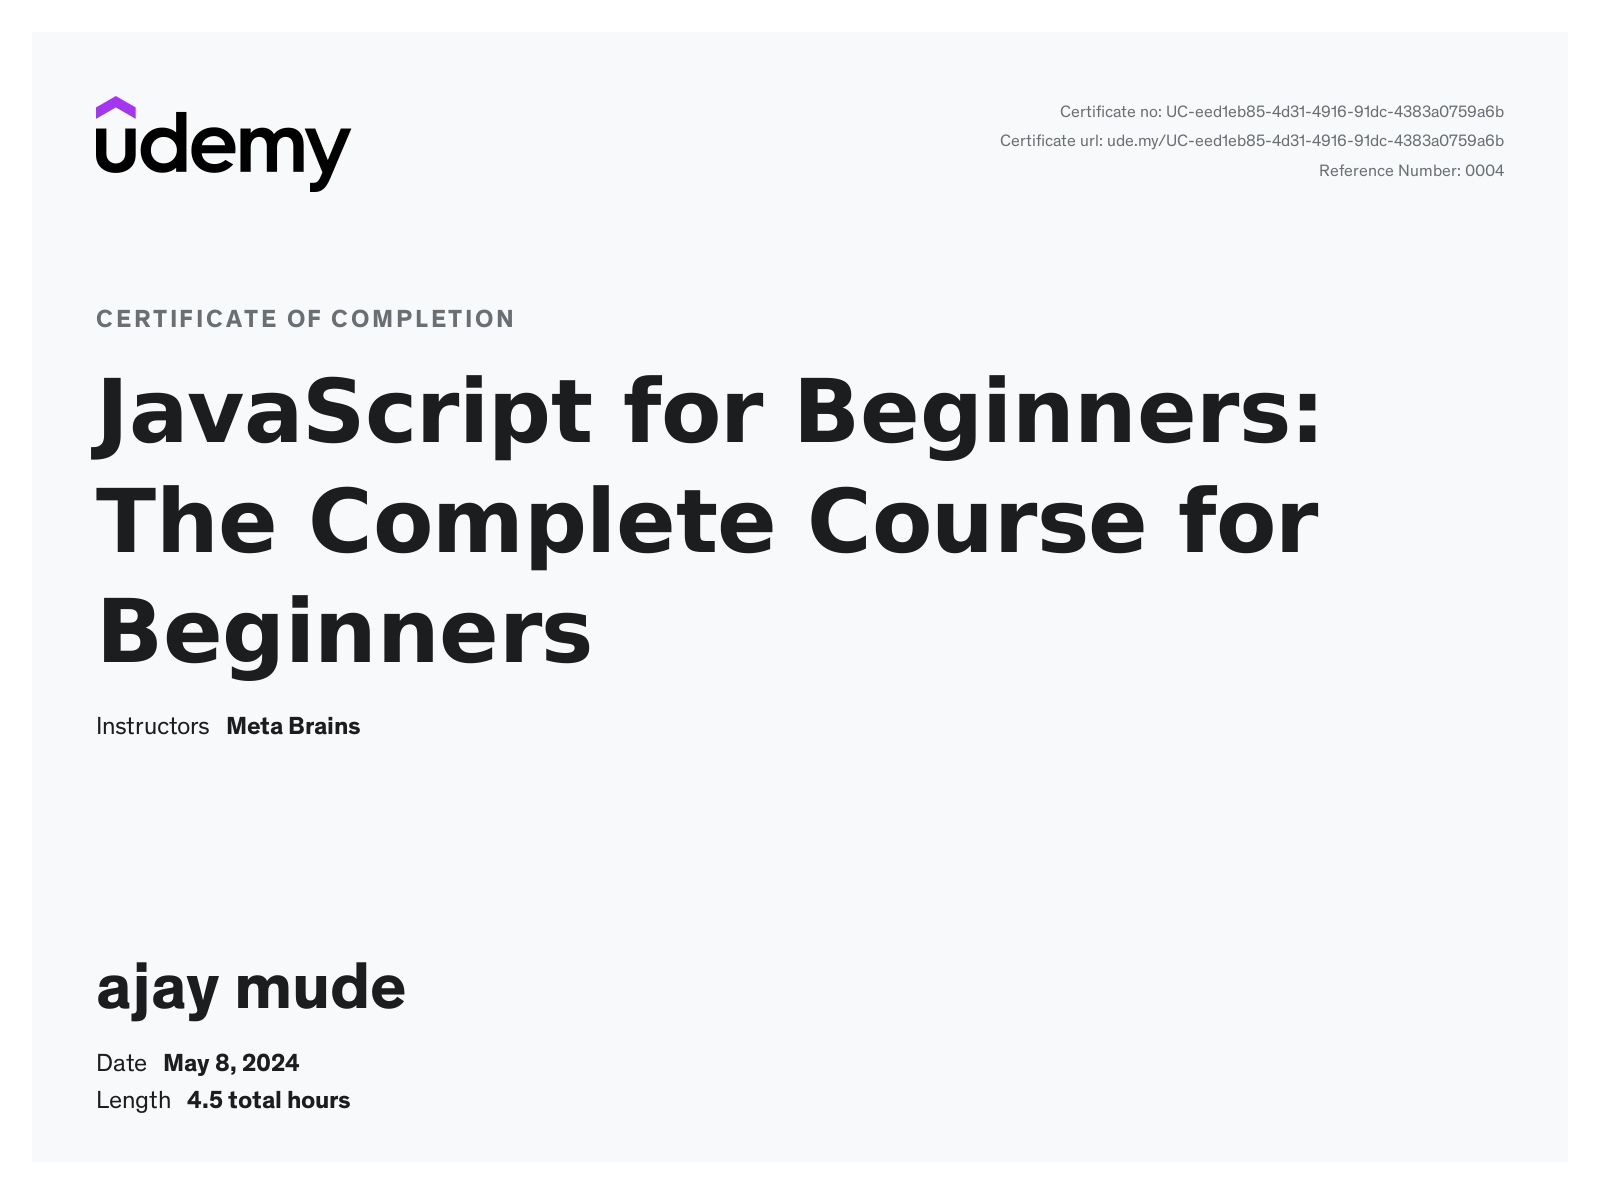 udemy
Certificate no: UC-eed1eb85-4d31-4916-91dc-4383a0759a6b
Certificate url: ude.my/UC-eed1eb85-4d31-4916-91dc-4383a0759a6b
Reference Number: 0004
CERTIFICATE OF COMPLETION
JavaScript for Beginners:
The Complete Course for
Beginners
Instructors Meta Brains
ajay mude
Date May 8, 2024
Length 4.5 total hours